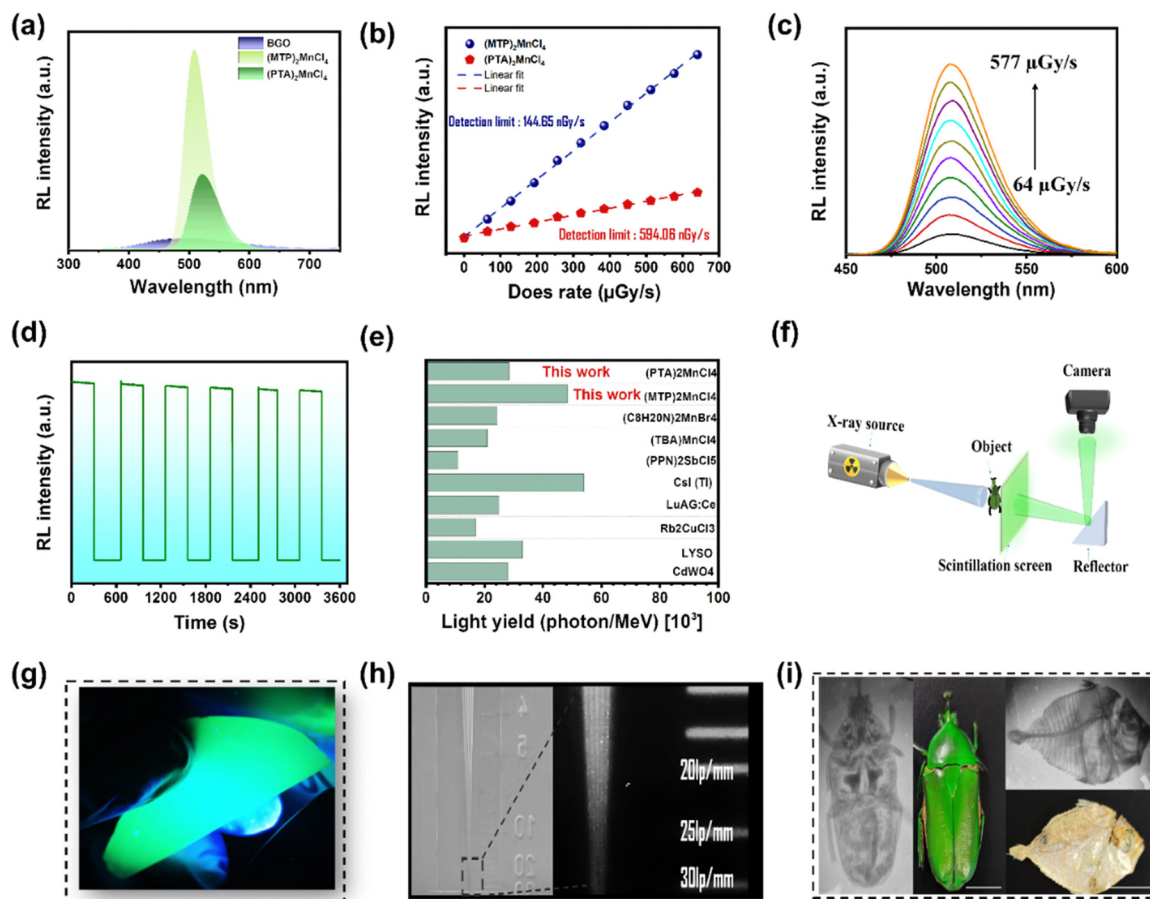 (a)
RL intensity (a.u.)
BGO
(MTP)₂MnCl₄
(PTA)₂MnCl₄
300 400 500 600 700
Wavelength (nm)
(b)
RL intensity (a.u.)
(MTP)₂MnCl₄
(PTA)₂MnCl₄
Linear fit
Linear fit
Detection limit : 144.65 nGy/s
Detection limit : 594.06 nGy/s
0 100 200 300 400 500 600 700
Does rate (μGy/s)
(c)
RL intensity (a.u.)
577 μGy/s
64 μGy/s
450 500 550 600
Wavelength (nm)
(d)
RL intensity (a.u.)
0 600 1200 1800 2400 3000 3600
Time (s)
(e)
This work (PTA)2MnCl4
This work (MTP)2MnCl4
(C8H20N)2MnBr4
(TBA)MnCl4
(PPN)2SbCl5
CsI (Tl)
LuAG:Ce
Rb2CuCl3
LYSO
CdWO4
0 20 40 60 80 100
Light yield (photon/MeV) [10³]
(f)
Camera
X-ray source
Object
Scintillation screen
Reflector
(g)
(h)
4
5
10
20
20lp/mm
25lp/mm
30lp/mm
(i)